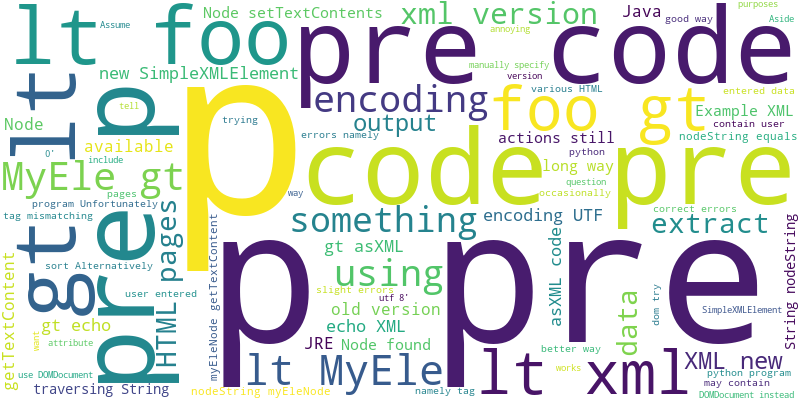 lt foo
Assume
Node setTextContents
xml version
Java
good way
purposes
Aside
annoying
pre code
new SimpleXMLElement
manually specify
version
various HTML
entered data
lt
p
encoding
foo gt
Example XML
contain user
Node
tell
output
trying
errors namely
actions still
nodeString equals
available
0'
include
python
MyEle gt
pre
code pre
long way
question
occasionally
pages
way
program Unfortunately
tag mismatching
something
encoding UTF
correct errors
extract
gt
HTML pages
myEleNode getTextContent
gt asXML
asXML codee
data
dom try
String nodeString
sort Alternatively
using
user entered
slight errors
utf 8'
old version
SimpleXMLElement
getTextContent
gt echo
echo XML
want
attribute
JRE
Node found
better way
p pre
XML new
works
python program
use DOMDocument
lt MyEle
lt xml
may contain
traversing String
nodeString myEleNode
namely tag
DOMDocument instead